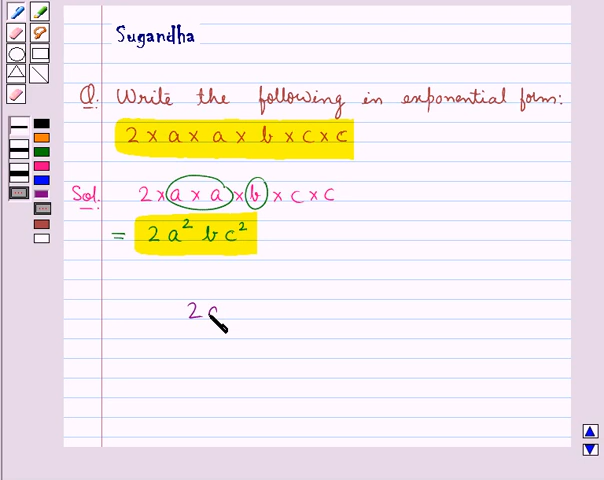 Sugandha
Q. Write the following in exponential form:
2 × a × a × b × c × c
Sol. 2 × a × a × b × c × c
= 2 a² b c²
2